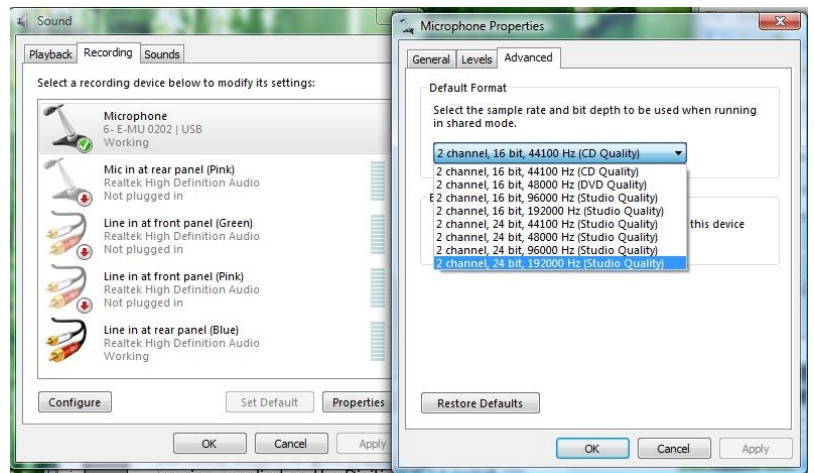 Sound
Playback Recording Sounds
Select a recording device below to modify its settings:
Microphone
6- E-MU 0202 | USB
Working
Mic in at rear panel (Pink)
Realtek High Definition Audio
Not plugged in
Line in at front panel (Green)
Realtek High Definition Audio
Not plugged in
Line in at front panel (Pink)
Realtek High Definition Audio
Not plugged in
Line in at rear panel (Blue)
Realtek High Definition Audio
Working
Configure Set Default Properties
OK Cancel Apply
Microphone Properties
General Levels Advanced
Default Format
Select the sample rate and bit depth to be used when running
in shared mode.
2 channel, 16 bit, 44100 Hz (CD Quality)
2 channel, 16 bit, 44100 Hz (CD Quality)
2 channel, 16 bit, 48000 Hz (DVD Quality)
2 channel, 16 bit, 96000 Hz (Studio Quality)
2 channel, 16 bit, 192000 Hz (Studio Quality)
2 channel, 24 bit, 44100 Hz (Studio Quality) this device
2 channel, 24 bit, 48000 Hz (Studio Quality)
2 channel, 24 bit, 96000 Hz (Studio Quality)
2 channel, 24 bit, 192000 Hz (Studio Quality)
Restore Defaults
OK Cancel Apply